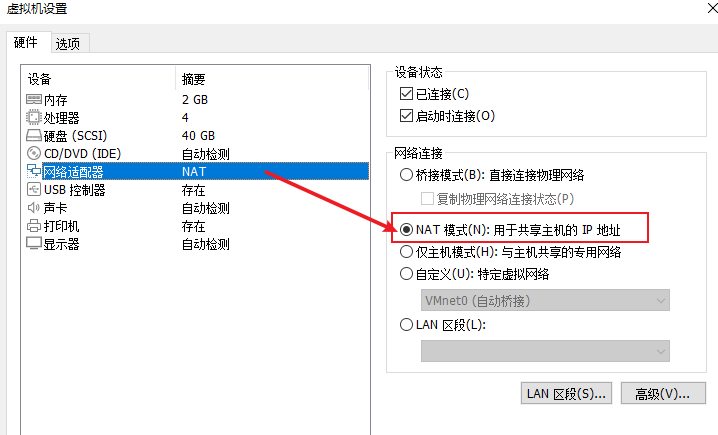 虚拟机设置
硬件 选项
设备 摘要
内存 2 GB
处理器 4
硬盘 (SCSI) 40 GB
CD/DVD (IDE) 自动检测
网络适配器 NAT
USB 控制器 存在
声卡 自动检测
打印机 存在
显示器 自动检测
设备状态
已连接(C)
启动时连接(O)
网络连接
桥接模式(B): 直接连接物理网络
复制物理网络连接状态(P)
NAT 模式(N): 用于共享主机的 IP 地址
仅主机模式(H): 与主机共享的专用网络
自定义(U): 特定虚拟网络
VMnet0 (自动桥接)
LAN 区段(L):
LAN 区段(S)... 高级(V)...